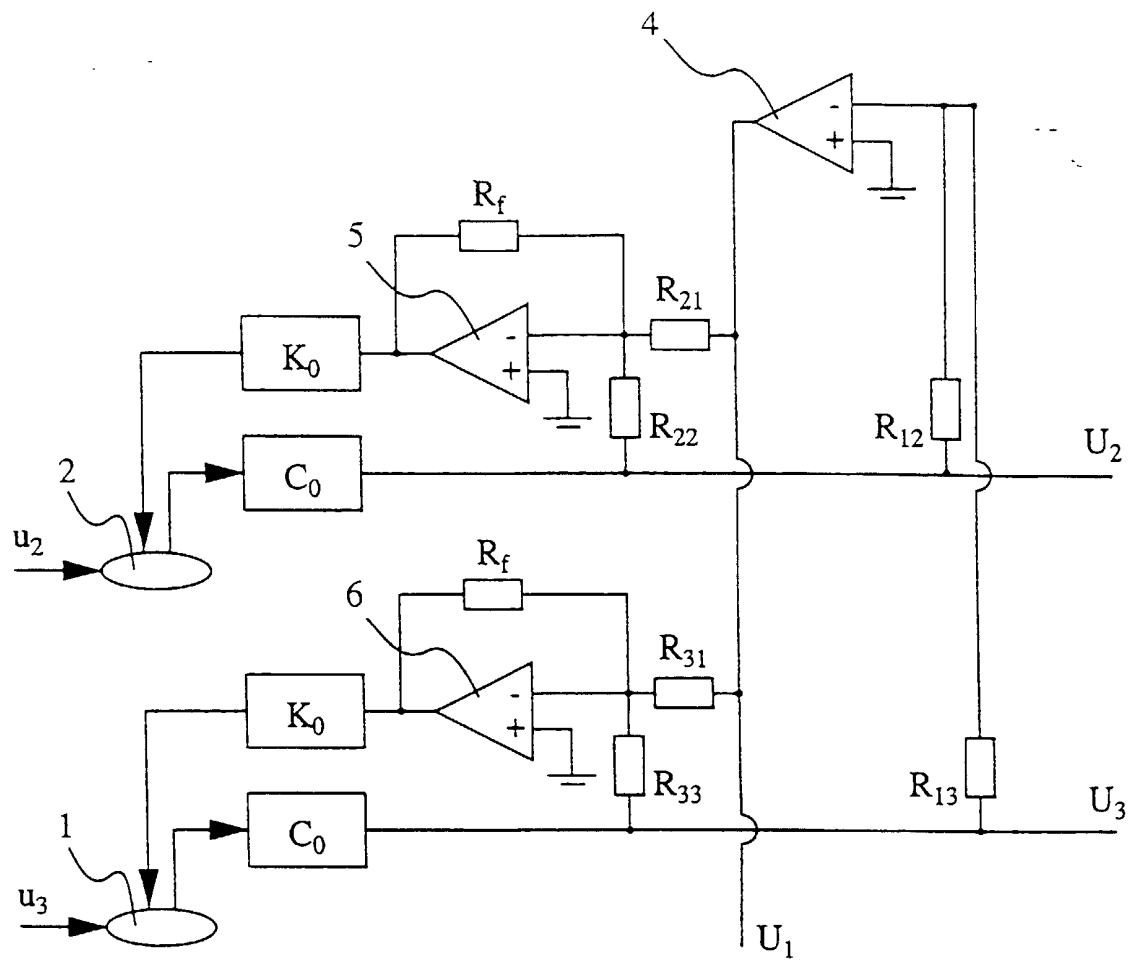 4
-
+
R_f
5
R_21
-
+
K_0
R_22
R_12
U_2
C_0
2
u_2
R_f
6
R_31
-
+
K_0
R_33
R_13
U_3
C_0
1
u_3
U_1